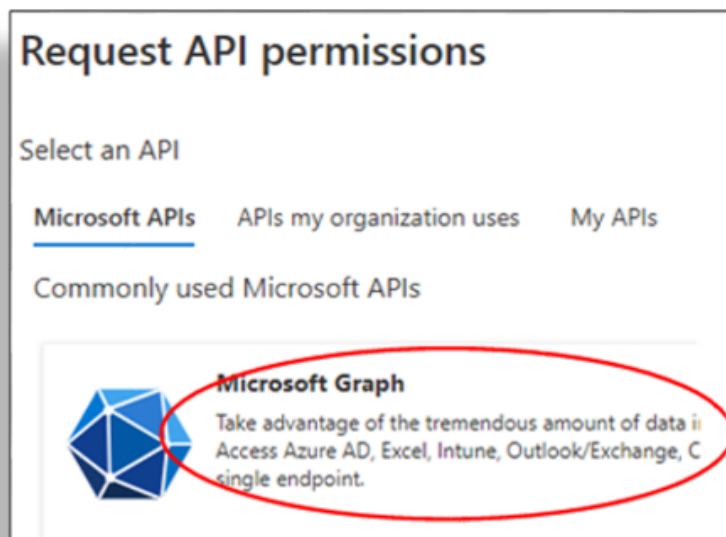 Request API permissions
Select an API
Microsoft APIs APIs my organization uses My APIs
Commonly used Microsoft APIs
Microsoft Graph
Take advantage of the tremendous amount of data
Access Azure AD, Excel, Intune, Outlook/Exchange,
single endpoint.